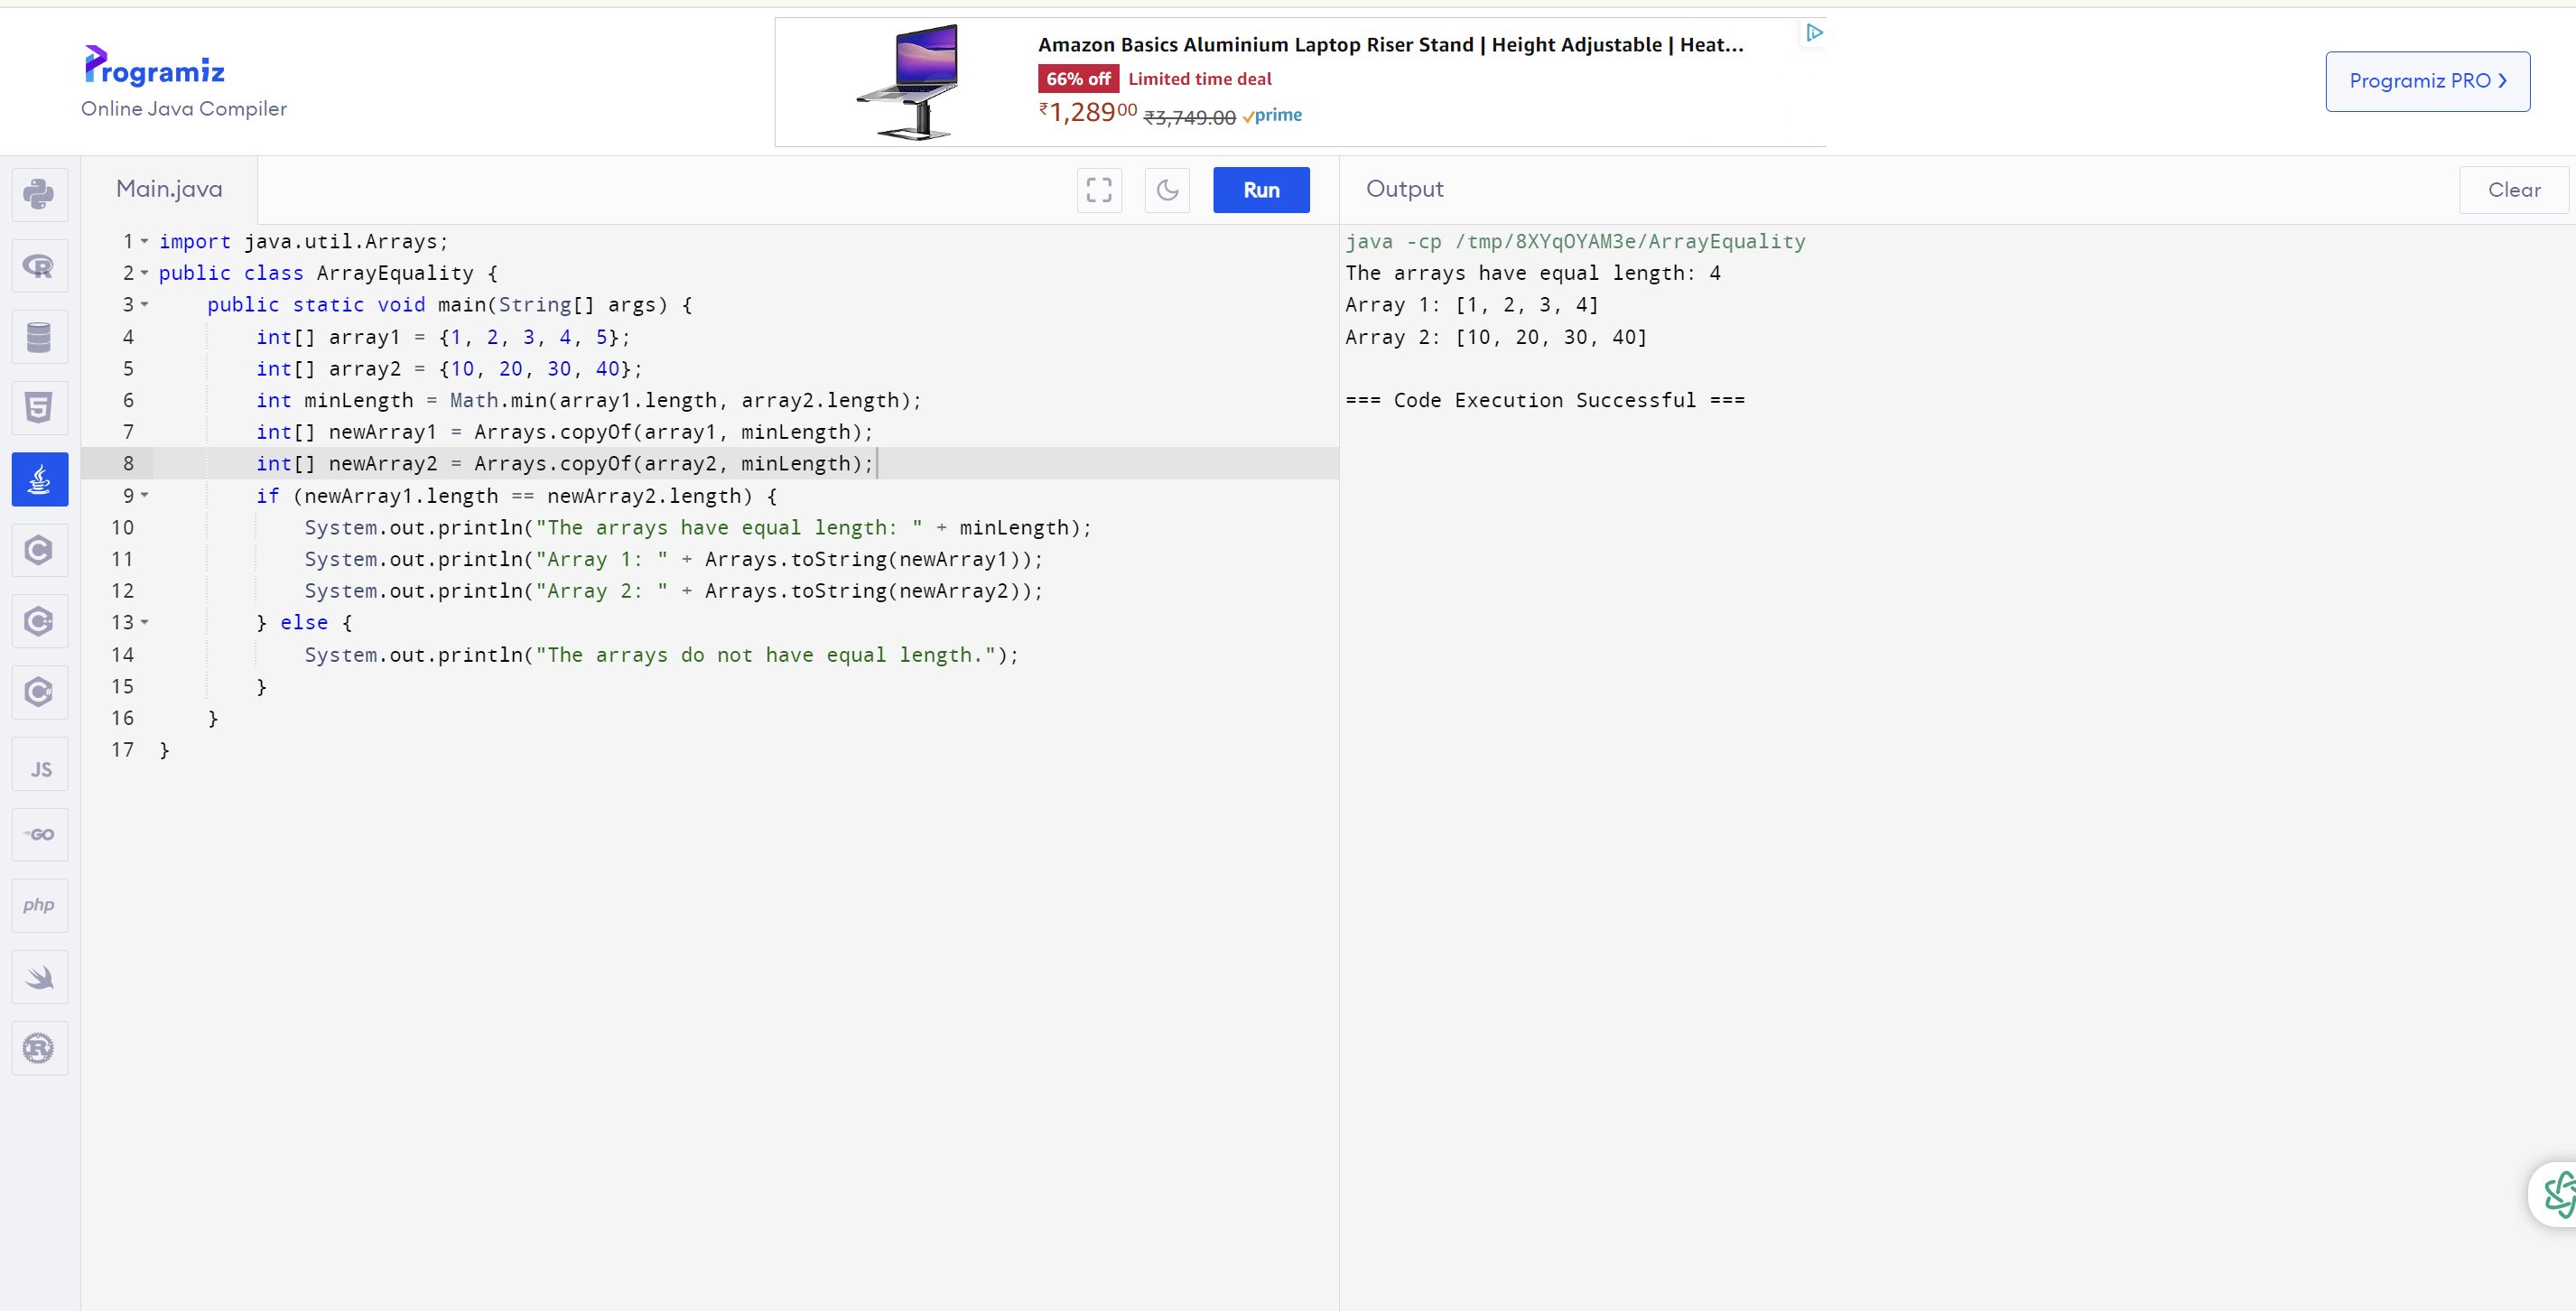 Programiz
Online Java Compiler
Amazon Basics Aluminium Laptop Riser Stand | Height Adjustable | Heat...
66% off Limited time deal
₹1,28900 ₹3,749.00 prime
Programiz PRO
Main.java
Run
Output
Clear
1 import java.util.Arrays;
2 public class ArrayEquality {
3     public static void main(String[] args) {
4         int[] array1 = {1, 2, 3, 4, 5};
5         int[] array2 = {10, 20, 30, 40};
6         int minLength = Math.min(array1.length, array2.length);
7         int[] newArray1 = Arrays.copyOf(array1, minLength);
8         int[] newArray2 = Arrays.copyOf(array2, minLength);
9         if (newArray1.length == newArray2.length) {
10             System.out.println("The arrays have equal length: " + minLength);
11             System.out.println("Array 1: " + Arrays.toString(newArray1));
12             System.out.println("Array 2: " + Arrays.toString(newArray2));
13         } else {
14             System.out.println("The arrays do not have equal length.");
15         }
16     }
17 }
java -cp /tmp/8XYqOYAM3e/ArrayEquality
The arrays have equal length: 4
Array 1: [1, 2, 3, 4]
Array 2: [10, 20, 30, 40]
=== Code Execution Successful ===
R
5
C
C++
C#
JS
GO
php
R